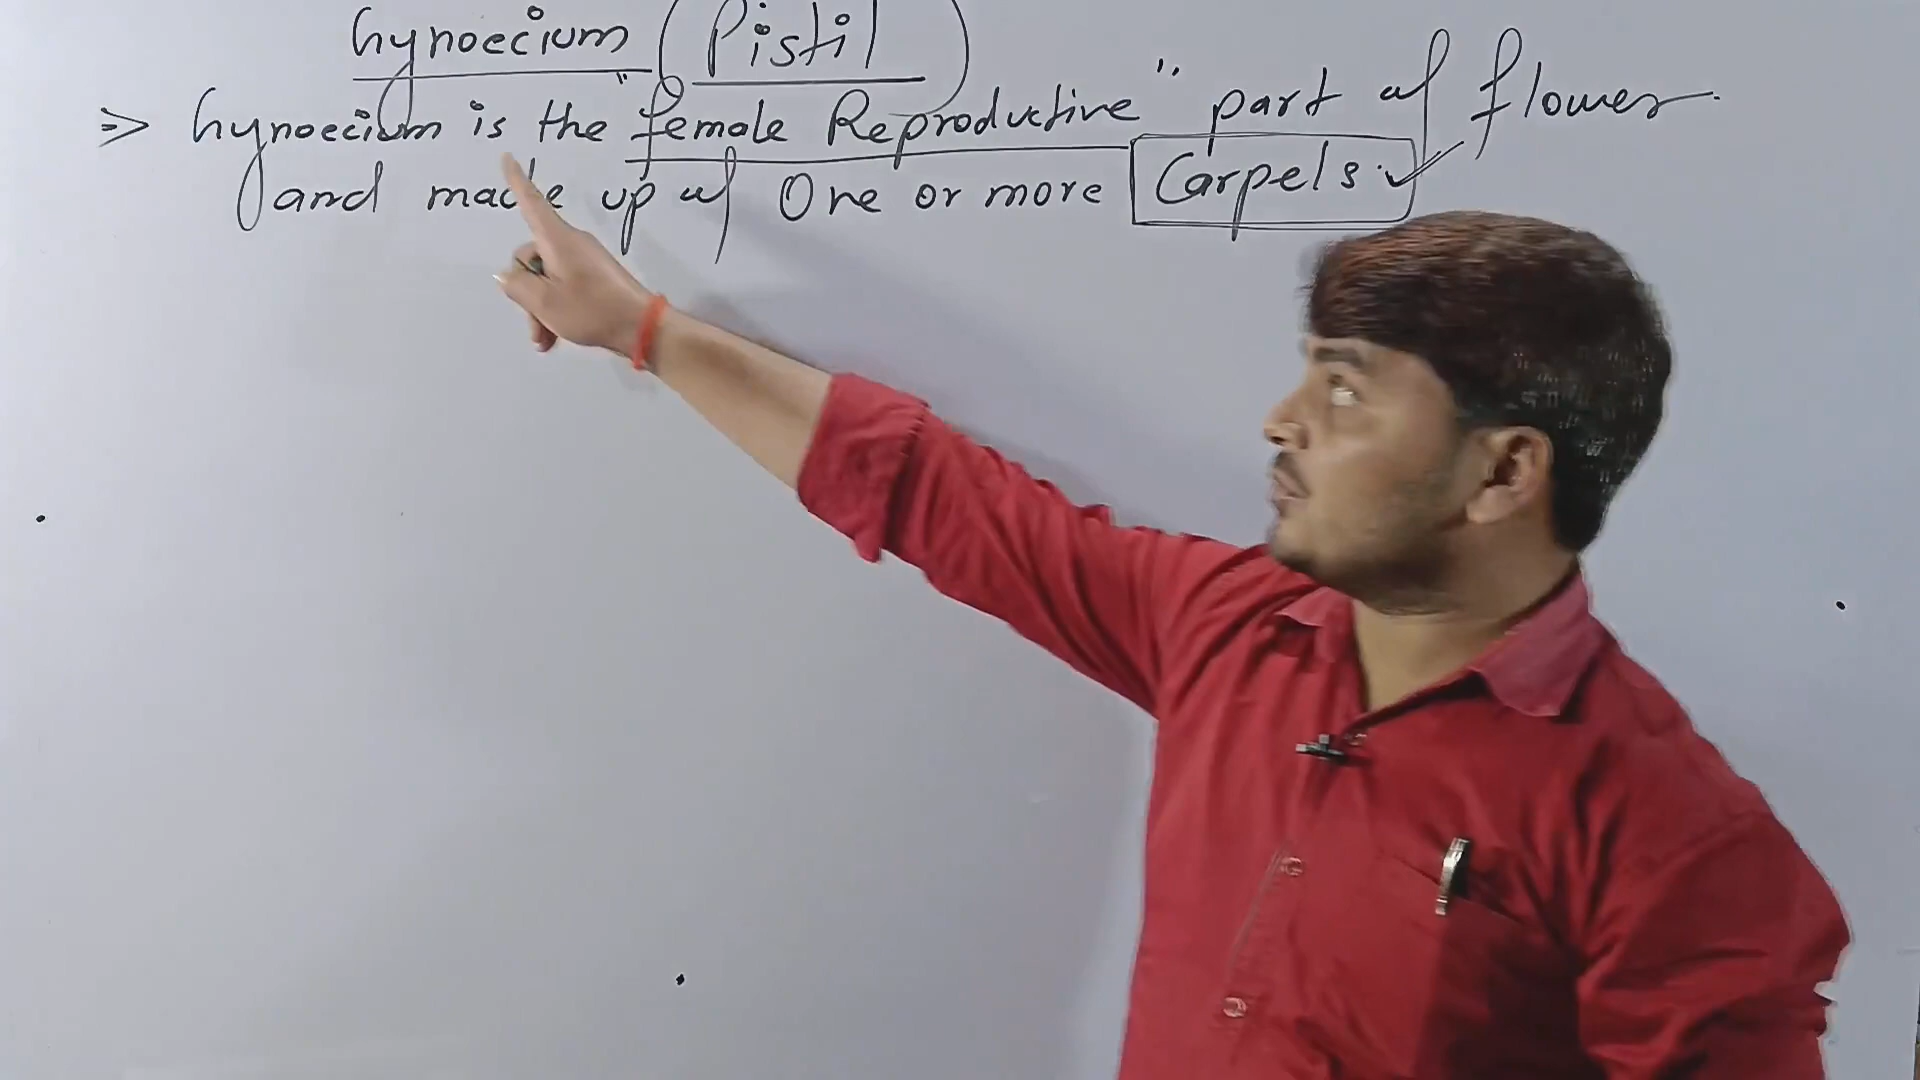 Gynoecium (Pistil)
⇒ Gynoecium is the "female Reproductive" part of flower.
and made up of One or more Carpels.